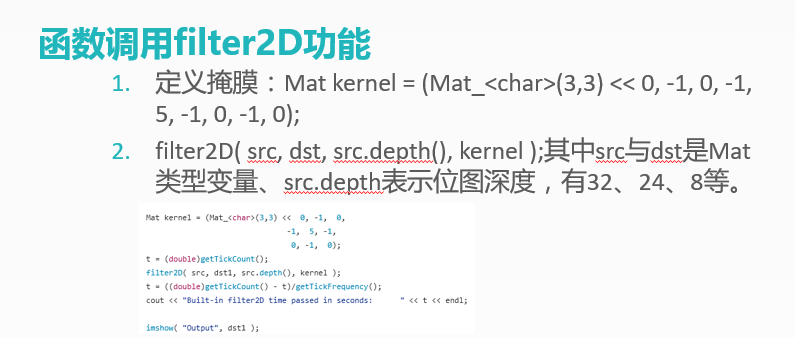 函数调用filter2D功能
1. 定义掩膜：Mat kernel = (Mat_<char>(3,3) << 0, -1, 0, -1,
5, -1, 0, -1, 0);
2. filter2D( src, dst, src.depth(), kernel );其中src与dst是Mat
类型变量、src.depth表示位图深度，有32、24、8等。
Mat kernel = (Mat_<char>(3,3) << 0, -1, 0,
-1, 5, -1,
0, -1, 0);
t = (double)getTickCount();
filter2D( src, dst1, src.depth(), kernel );
t = ((double)getTickCount() - t)/getTickFrequency();
cout << "Built-in filter2D time passed in seconds: " << t << endl;
imshow( "Output", dst1 );